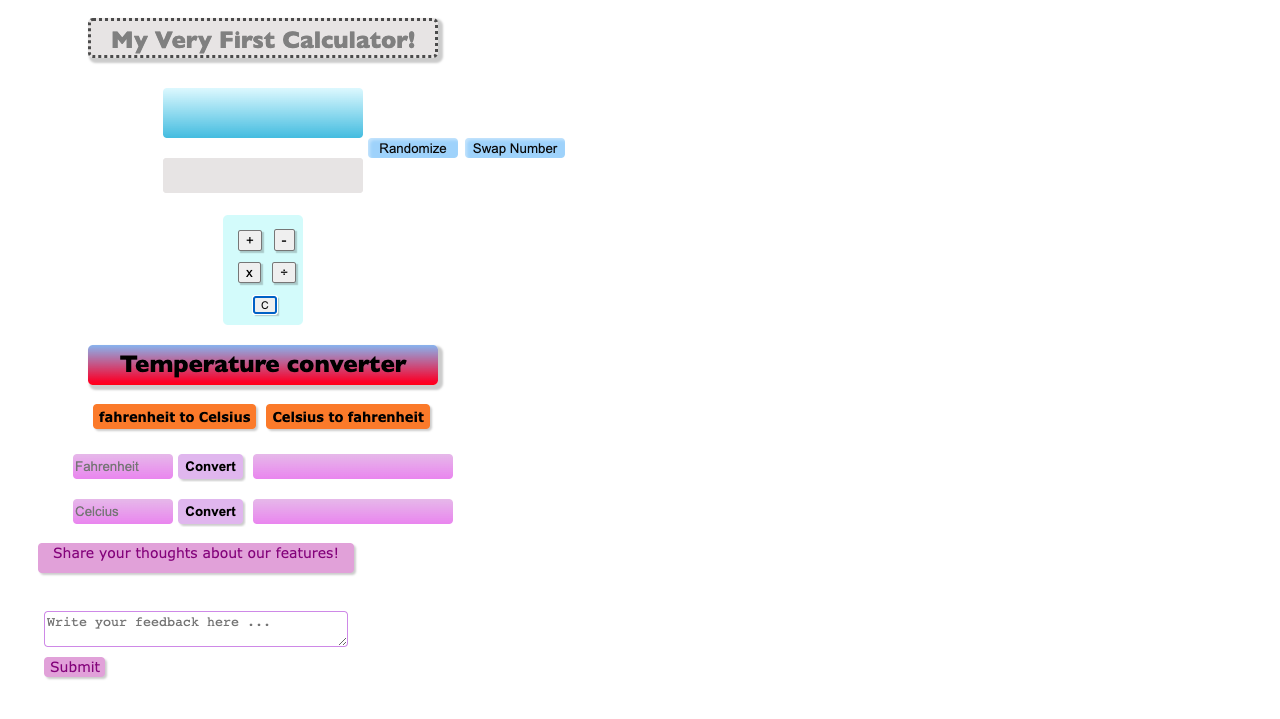 My Very First Calculator!
Randomize Swap Number
+ -
x ÷
C
Temperature converter
fahrenheit to Celsius Celsius to fahrenheit
Fahrenheit Convert
Celcius Convert
Share your thoughts about our features!
Write your feedback here ...
Submit